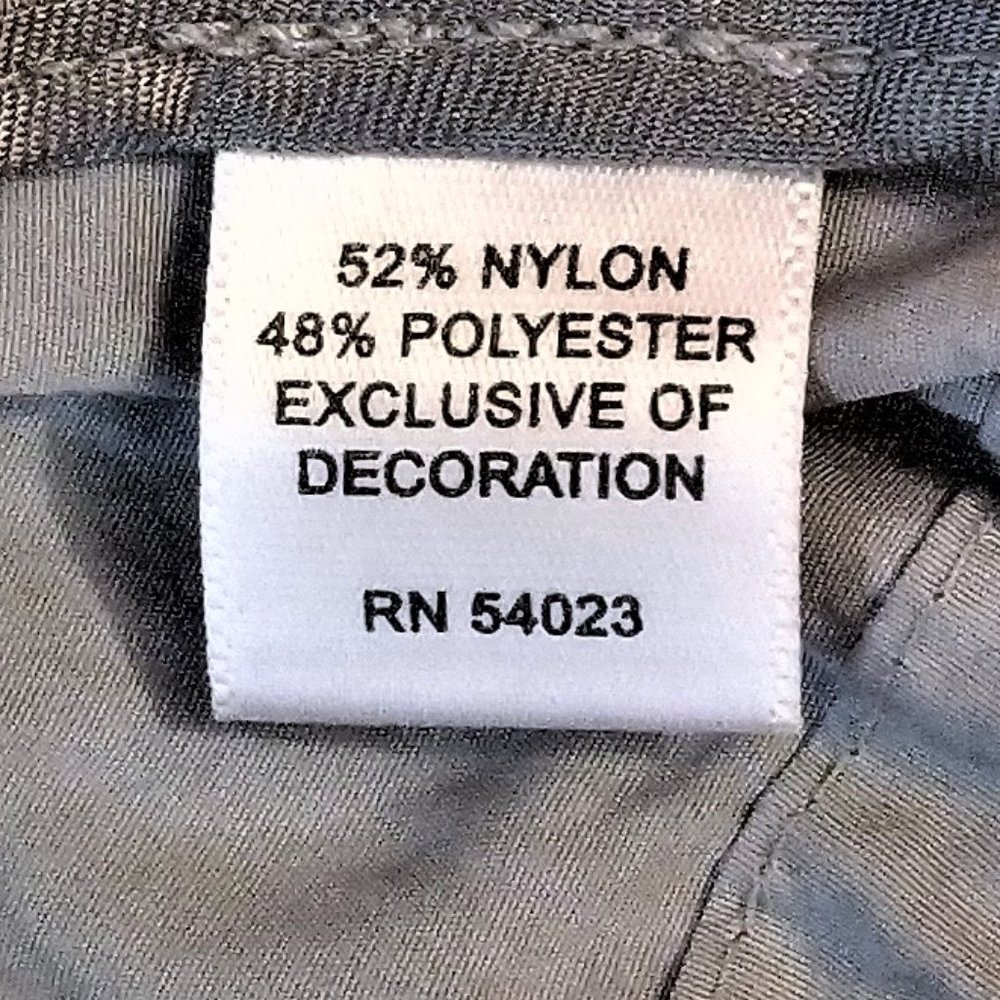 52% NYLON
48% POLYESTER
EXCLUSIVE OF
DECORATION
RN 54023